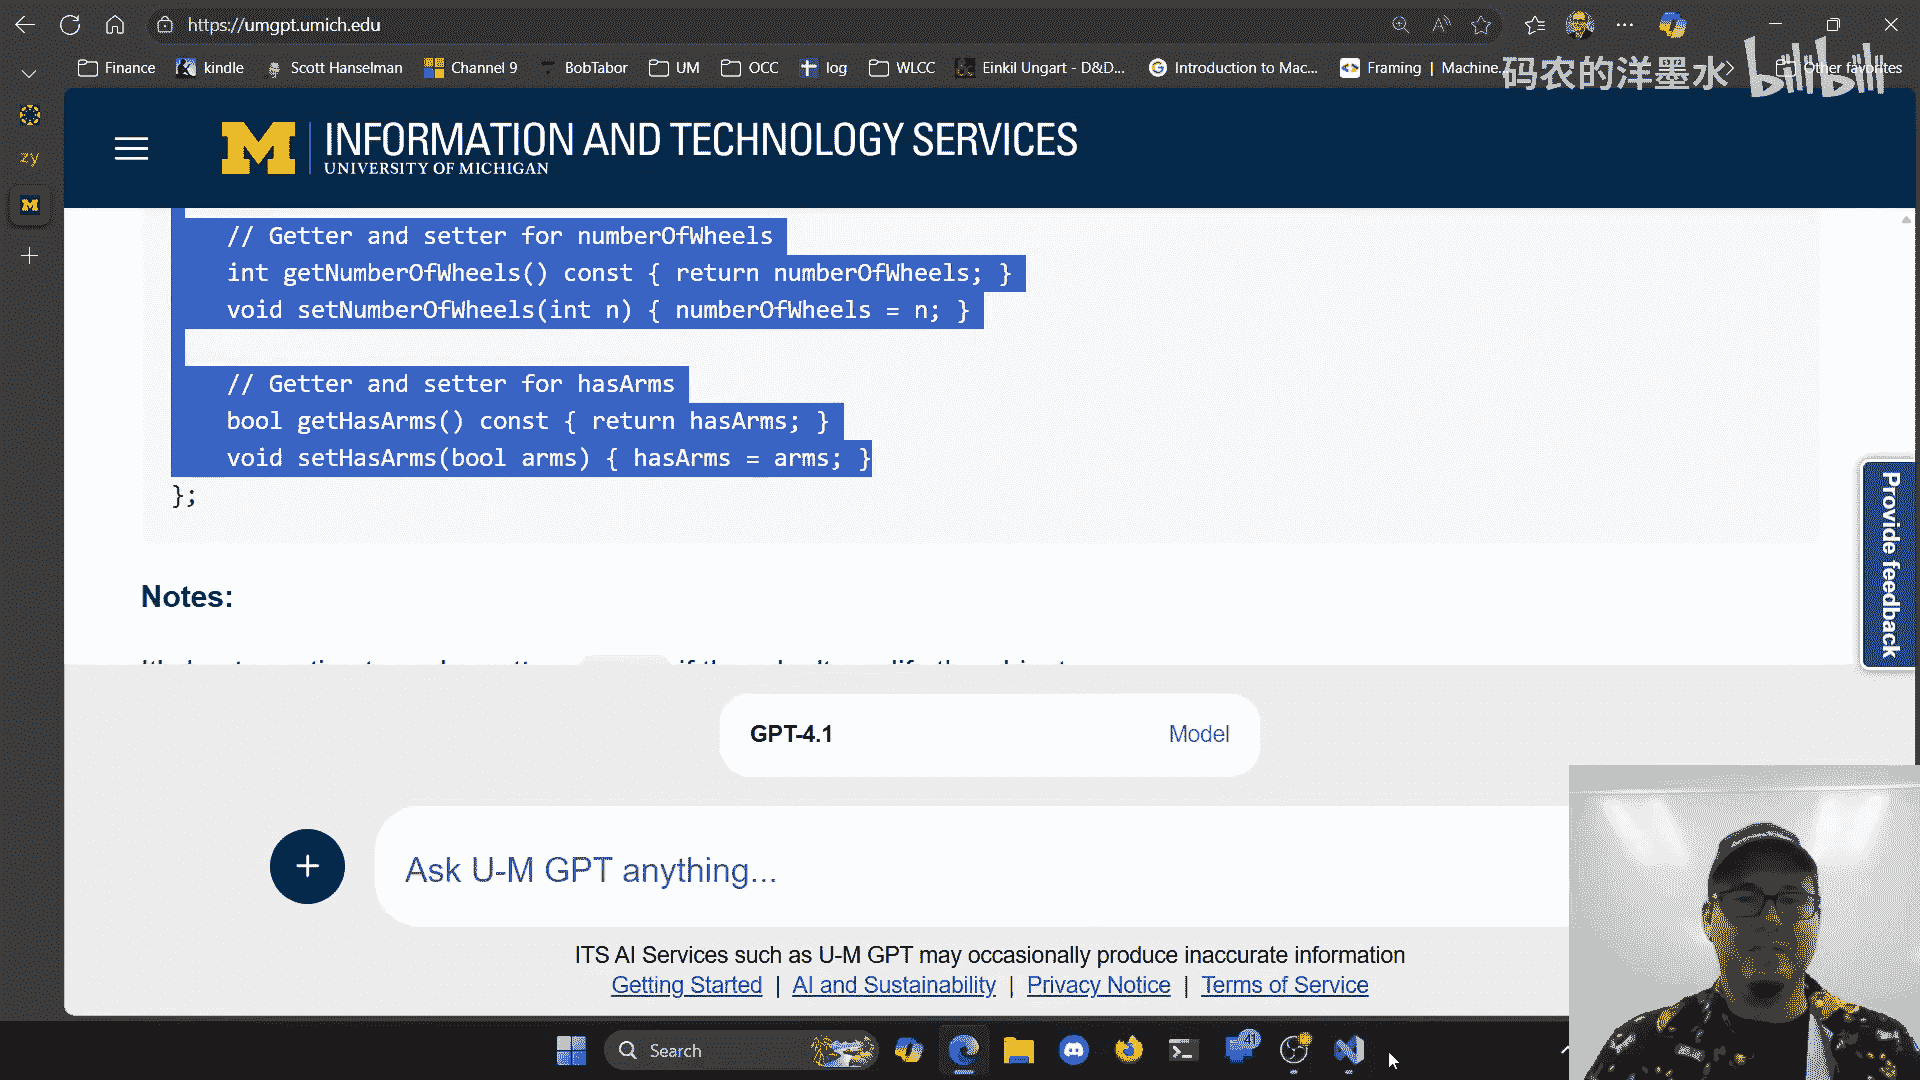 https://umgpt.umich.edu
Finance
kindle
Scott Hanselman
Channel 9
BobTabor
UM
OCC
log
WLCC
Einkil Ungart - D&D...
Introduction to Mac...
Framing | Machine...
Other favorites
码农的洋墨水
bilibili
zy
M
INFORMATION AND TECHNOLOGY SERVICES
UNIVERSITY OF MICHIGAN
// Getter and setter for numberOfWheels
int getNumberOfWheels() const { return numberOfWheels; }
void setNumberOfWheels(int n) { numberOfWheels = n; }
// Getter and setter for hasArms
bool getHasArms() const { return hasArms; }
void setHasArms(bool arms) { hasArms = arms; }
};
Notes:
Provide feedback
GPT-4.1
Model
Ask U-M GPT anything...
ITS AI Services such as U-M GPT may occasionally produce inaccurate information
Getting Started | AI and Sustainability | Privacy Notice | Terms of Service
Search
41